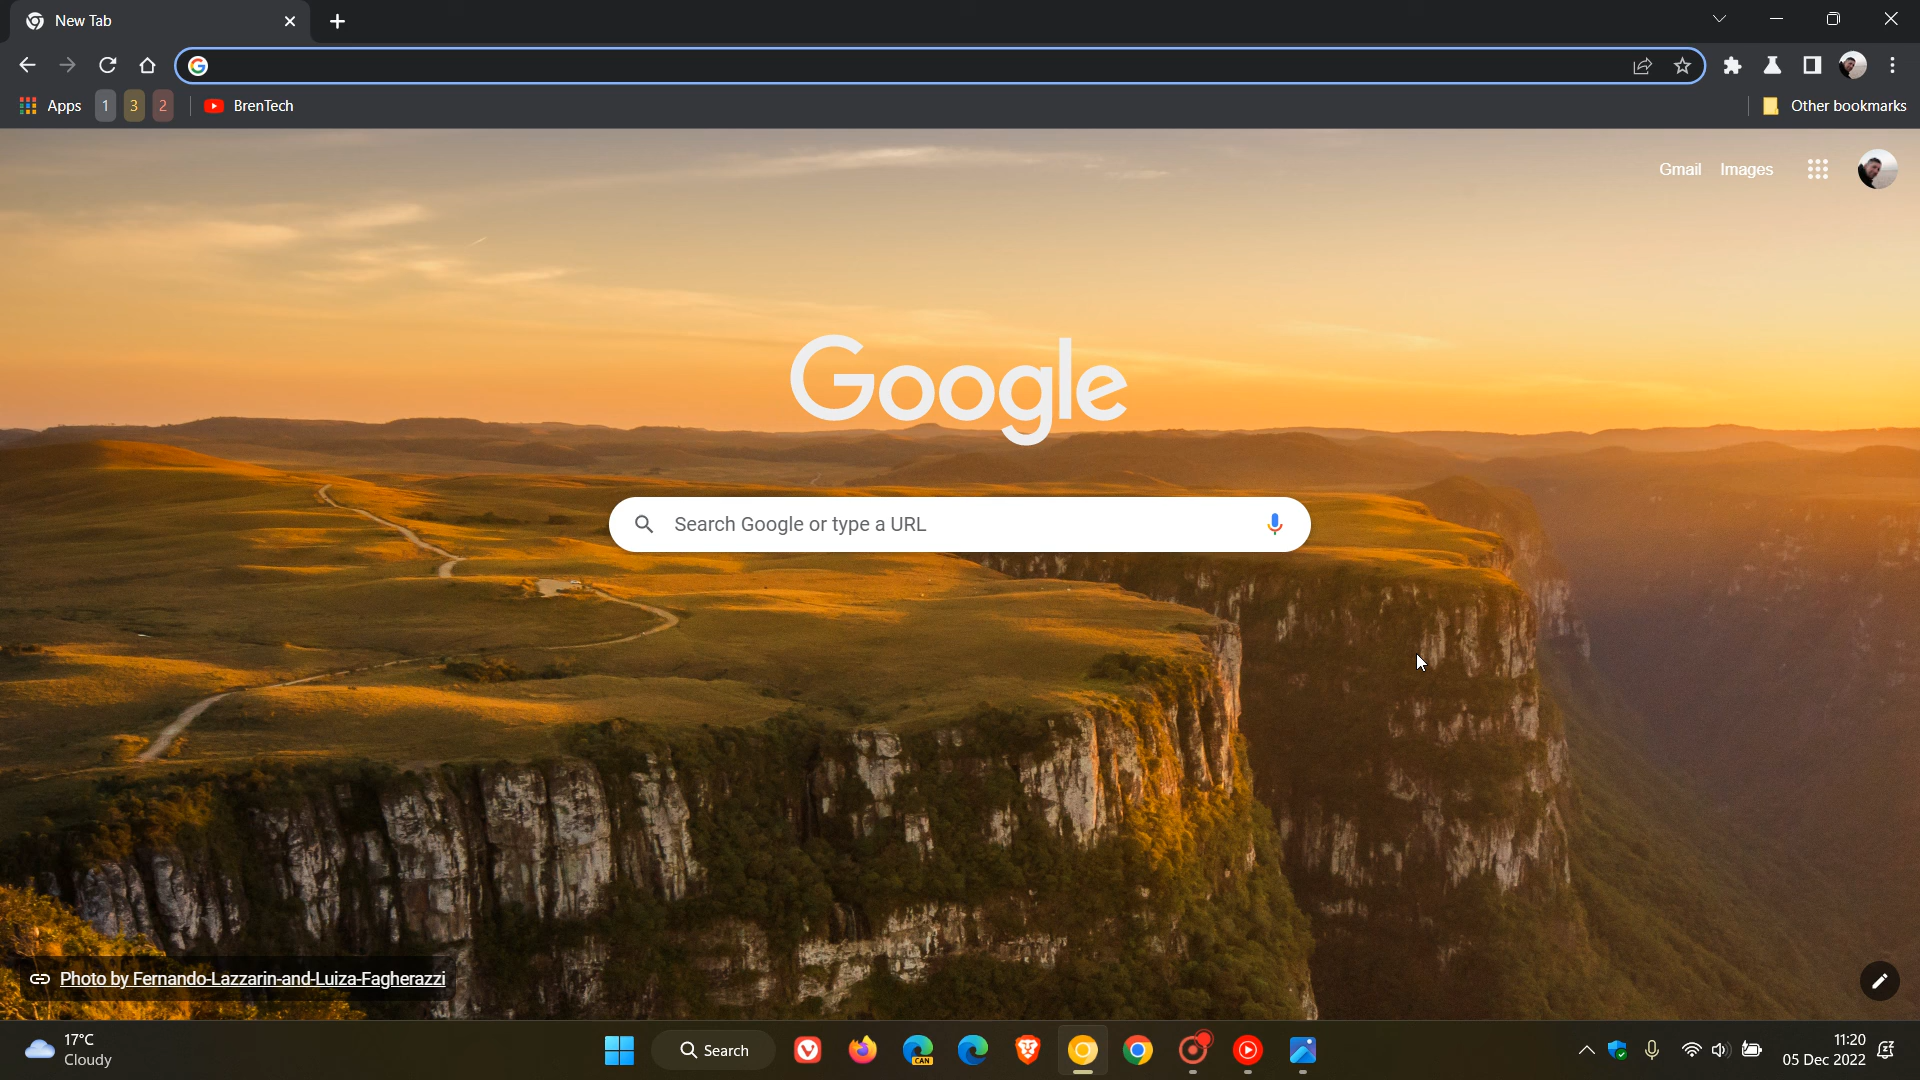 New Tab
Apps
1
3
2
BrenTech
Other bookmarks
Gmail
Images
Google
Search Google or type a URL
Photo by Fernando-Lazzarin-and-Luiza-Fagherazzi
17°C
Cloudy
Search
CAN
11:20
05 Dec 2022